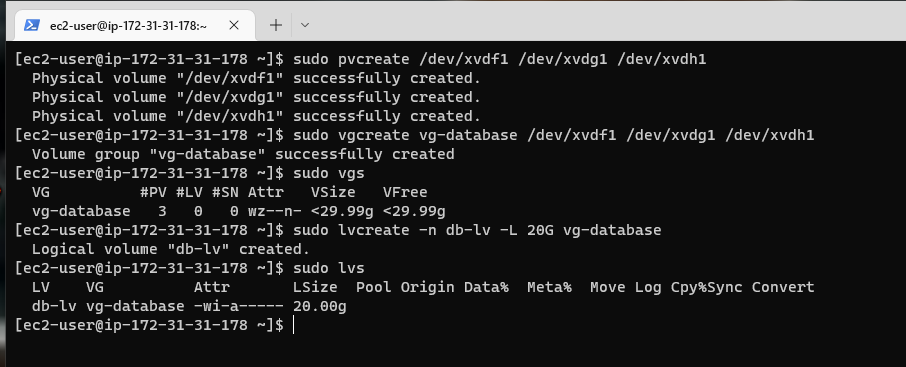 ec2-user@ip-172-31-31-178:~
[ec2-user@ip-172-31-31-178 ~]$ sudo pvcreate /dev/xvdf1 /dev/xvdg1 /dev/xvdh1
  Physical volume "/dev/xvdf1" successfully created.
  Physical volume "/dev/xvdg1" successfully created.
  Physical volume "/dev/xvdh1" successfully created.
[ec2-user@ip-172-31-31-178 ~]$ sudo vgcreate vg-database /dev/xvdf1 /dev/xvdg1 /dev/xvdh1
  Volume group "vg-database" successfully created
[ec2-user@ip-172-31-31-178 ~]$ sudo vgs
  VG          #PV #LV #SN Attr   VSize   VFree
  vg-database   3   0   0 wz--n- <29.99g <29.99g
[ec2-user@ip-172-31-31-178 ~]$ sudo lvcreate -n db-lv -L 20G vg-database
  Logical volume "db-lv" created.
[ec2-user@ip-172-31-31-178 ~]$ sudo lvs
  LV    VG          Attr       LSize  Pool Origin Data%  Meta%  Move Log Cpy%Sync Convert
  db-lv vg-database -wi-a----- 20.00g
[ec2-user@ip-172-31-31-178 ~]$